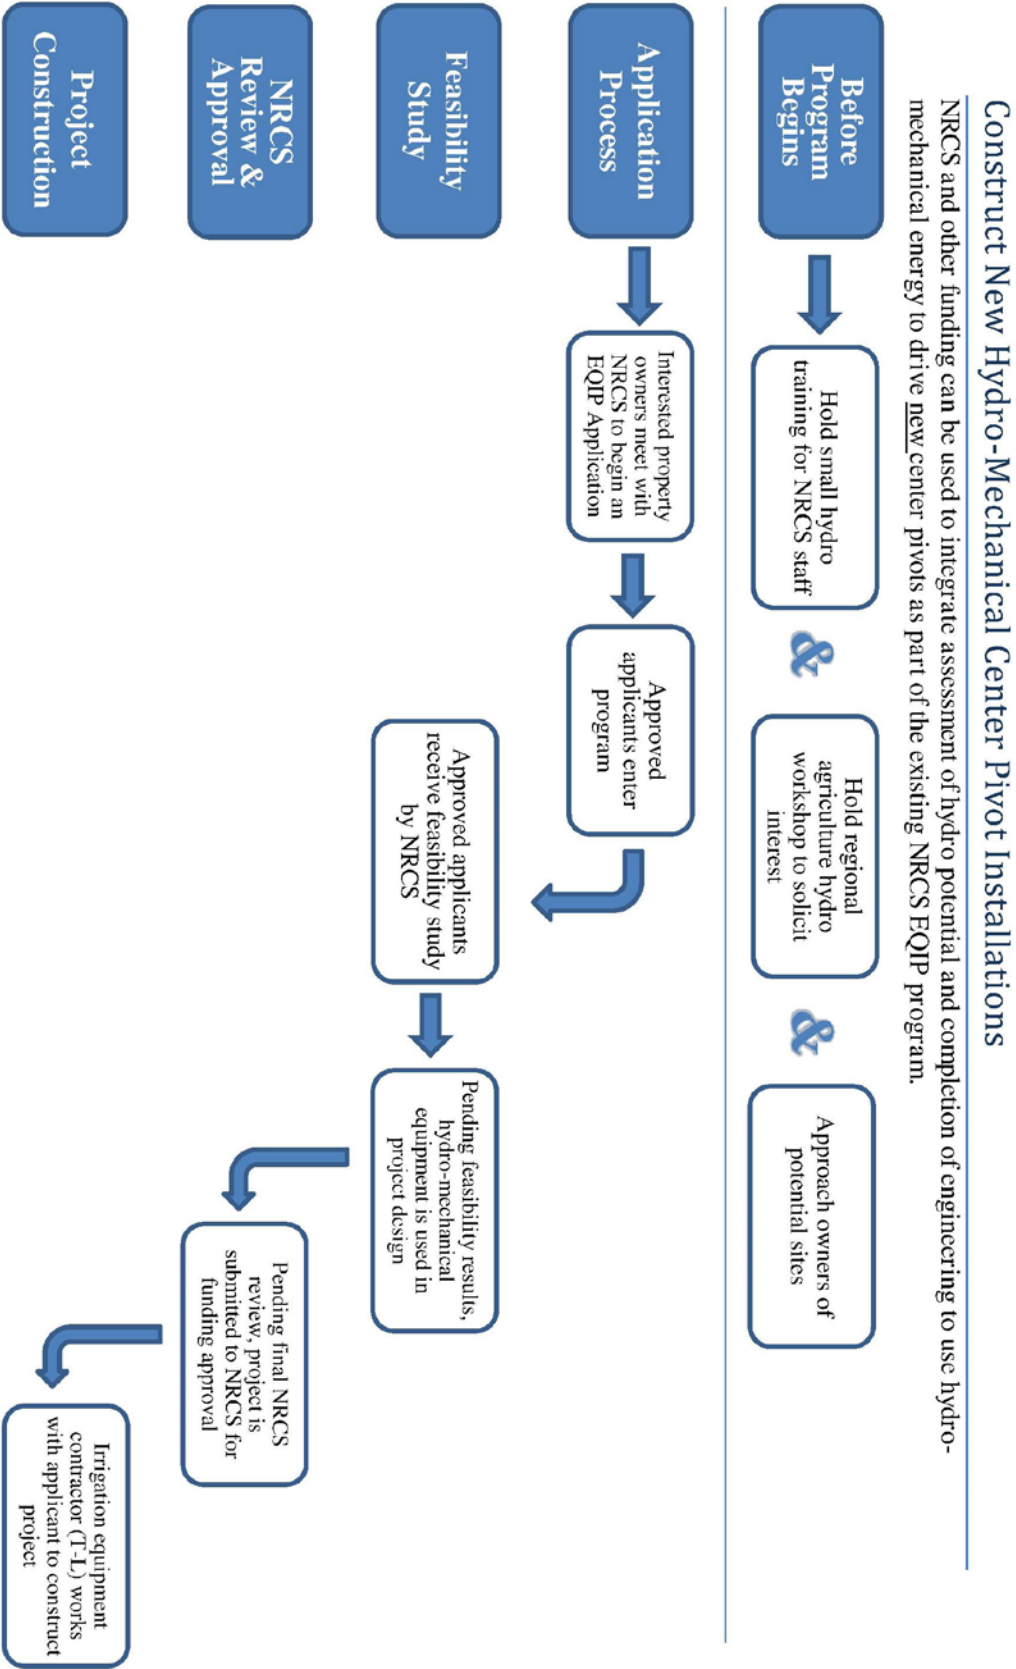 Construct New Hydro-Mechanical Center Pivot Installations
NRCS and other funding can be used to integrate assessment of hydro potential and completion of engineering to use hydro-
mechanical energy to drive new center pivots as part of the existing NRCS EQIP program.
Before
Program
Begins
Hold small hydro
training for NRCS staff
&
Hold regional
agriculture hydro
workshop to solicit
interest
&
Approach owners of
potential sites
Application
Process
Interested property
owners meet with
NRCS to begin an
EQIP Application
Approved
applicants enter
program
Feasibility
Study
Approved applicants
receive feasibility study
by NRCS
Pending feasibility results,
hydro-mechanical
equipment is used in
project design
NRCS
Review &
Approval
Pending final NRCS
review, project is
submitted to NRCS for
funding approval
Project
Construction
Irrigation equipment
contractor (T-L) works
with applicant to construct
project